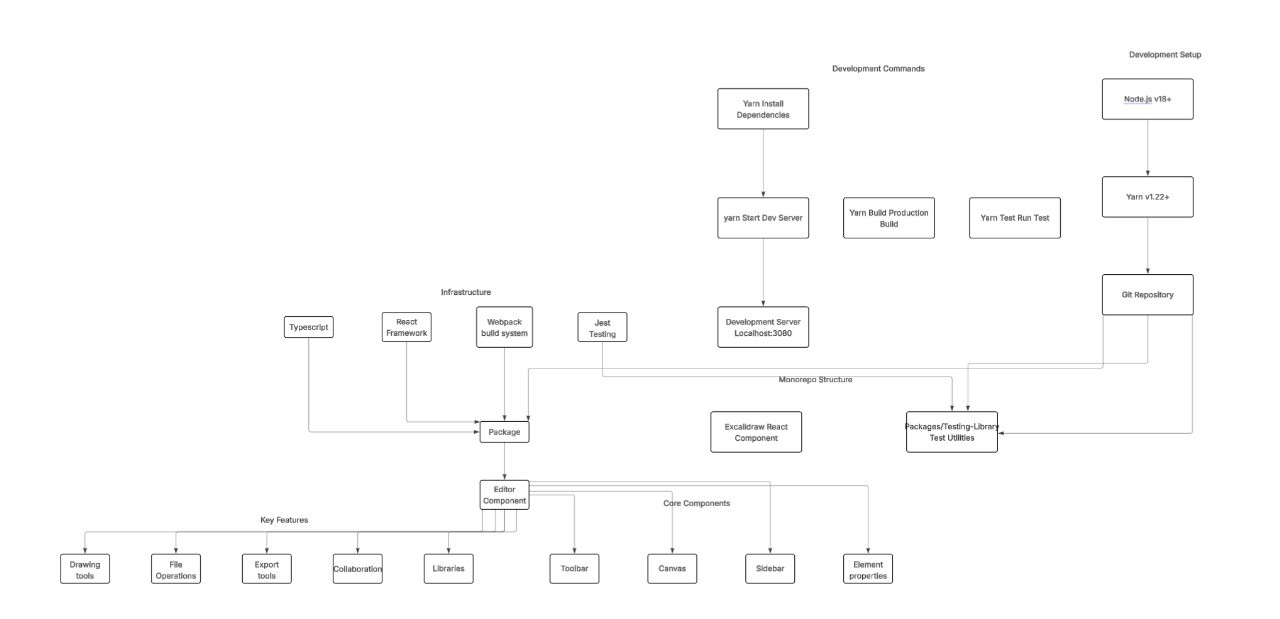 Development Setup
Development Commands
Node.js v18+
Yarn Install
Dependencies
Yarn v1.22+
yarn Start Dev Server
Yarn Build Production
Build
Yarn Test Run Test
Git Repository
Infrastructure
Typescript
React
Framework
Webpack
build system
Jest
Testing
Development Server
Localhost:3080
Monorepo Structure
Package
Excalldraw React
Component
Packages/Testing-Library
Test Utilities
Editor
Component
Core Components
Key Features
Drawing
tools
File
Operations
Export
tools
Collaboration
Libraries
Toolbar
Canvas
Sidebar
Element
properties